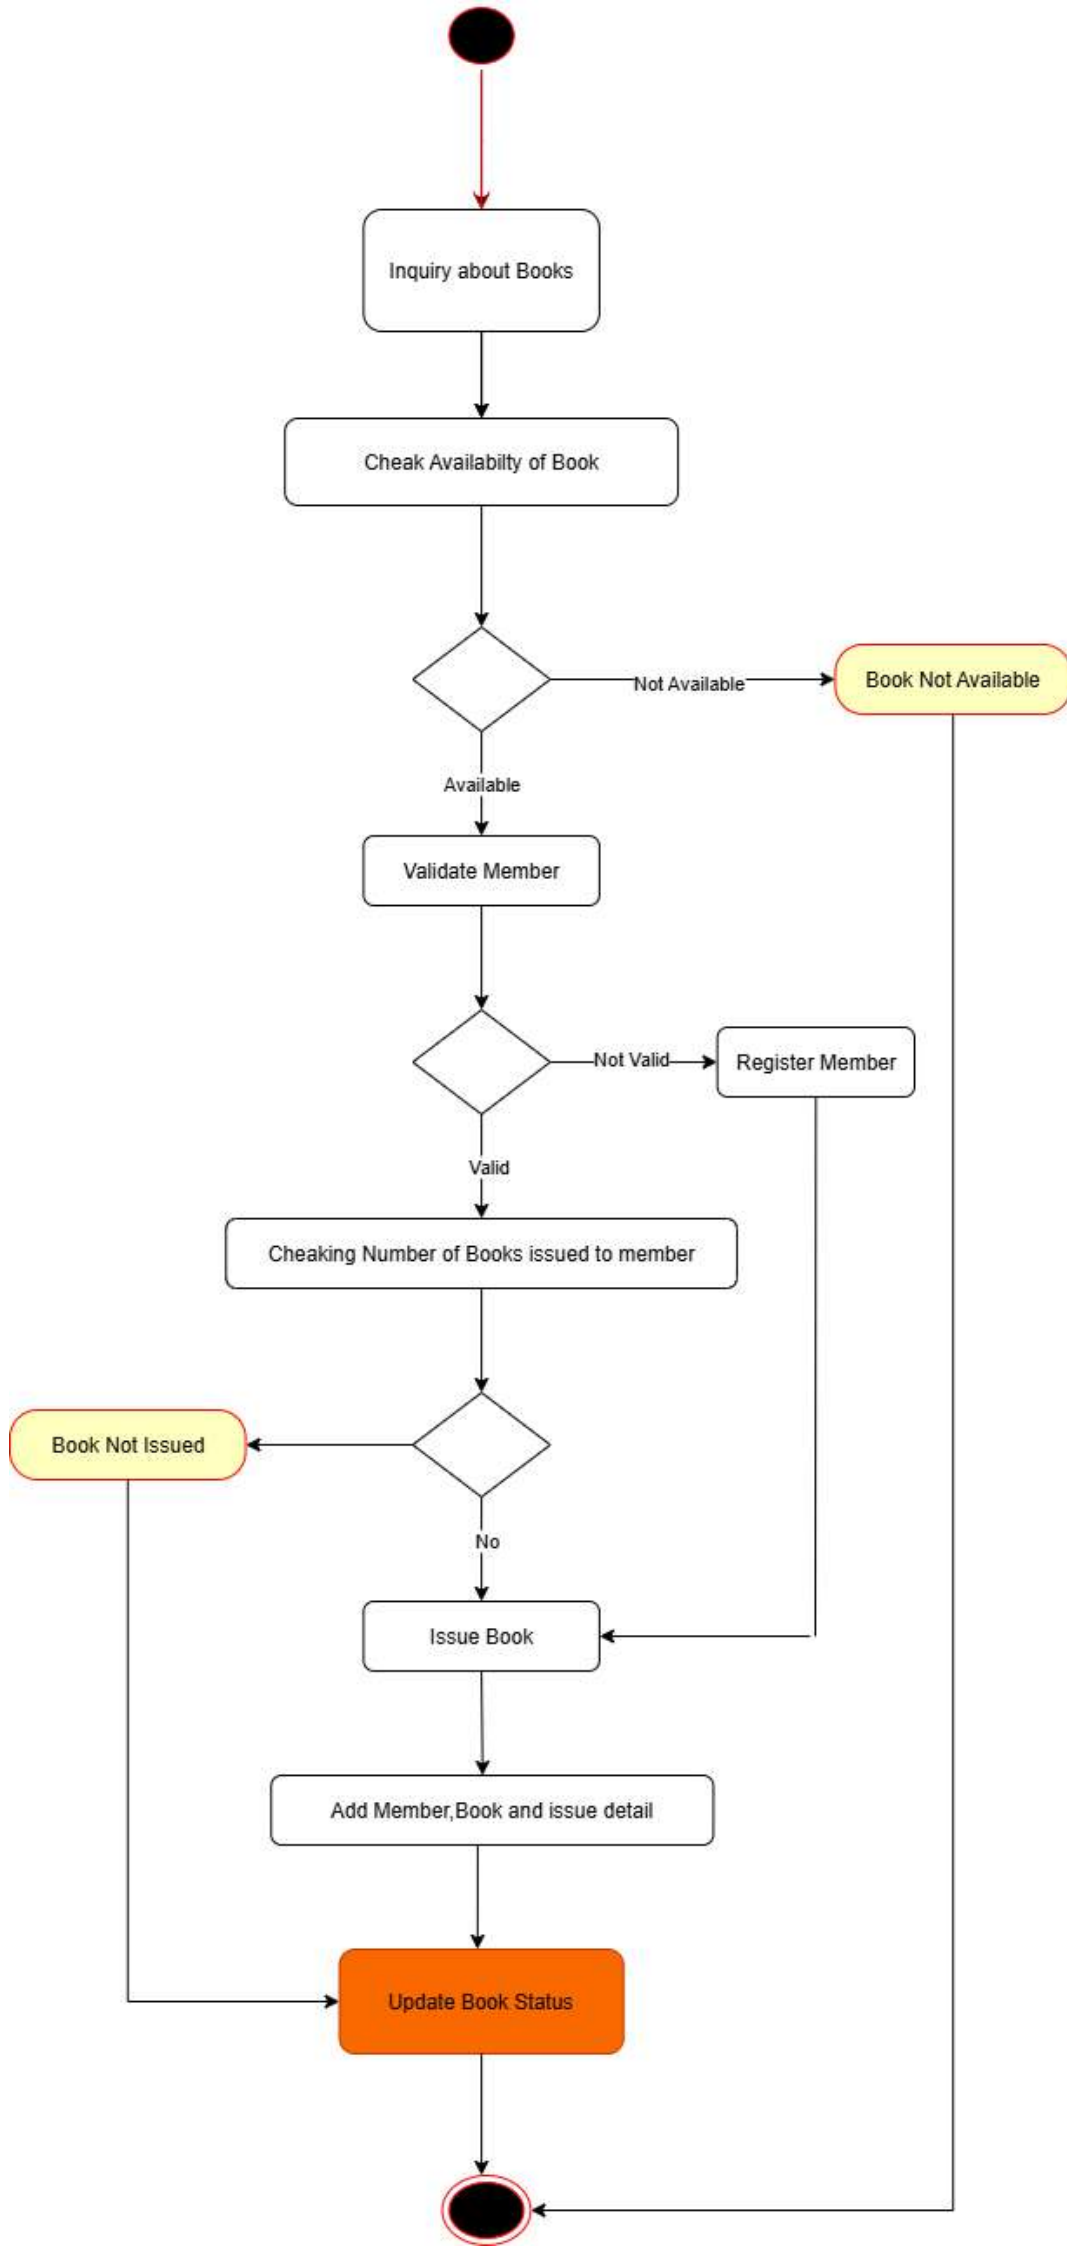 Inquiry about Books
Cheak Availabilty of Book
Not Available
Book Not Available
Available
Validate Member
Not Valid
Register Member
Valid
Cheaking Number of Books issued to member
Book Not Issued
No
Issue Book
Add Member,Book and issue detail
Update Book Status